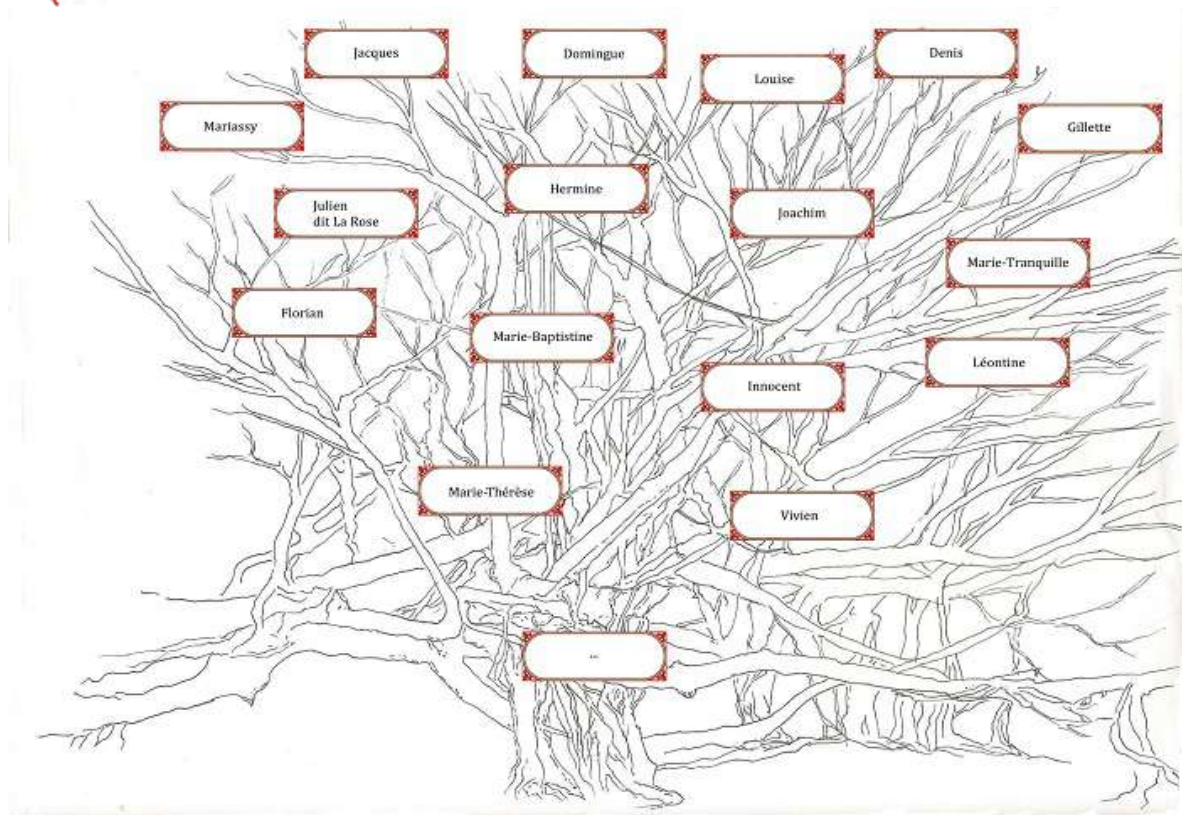 Jacques
Domingue
Denis
Louise
Mariassy
Gillette
Hermine
Julien
dit La Rose
Joachim
Marie-Tranquille
Florian
Marie-Baptistine
Léontine
Innocent
Marie-Thérèse
Vivien
...